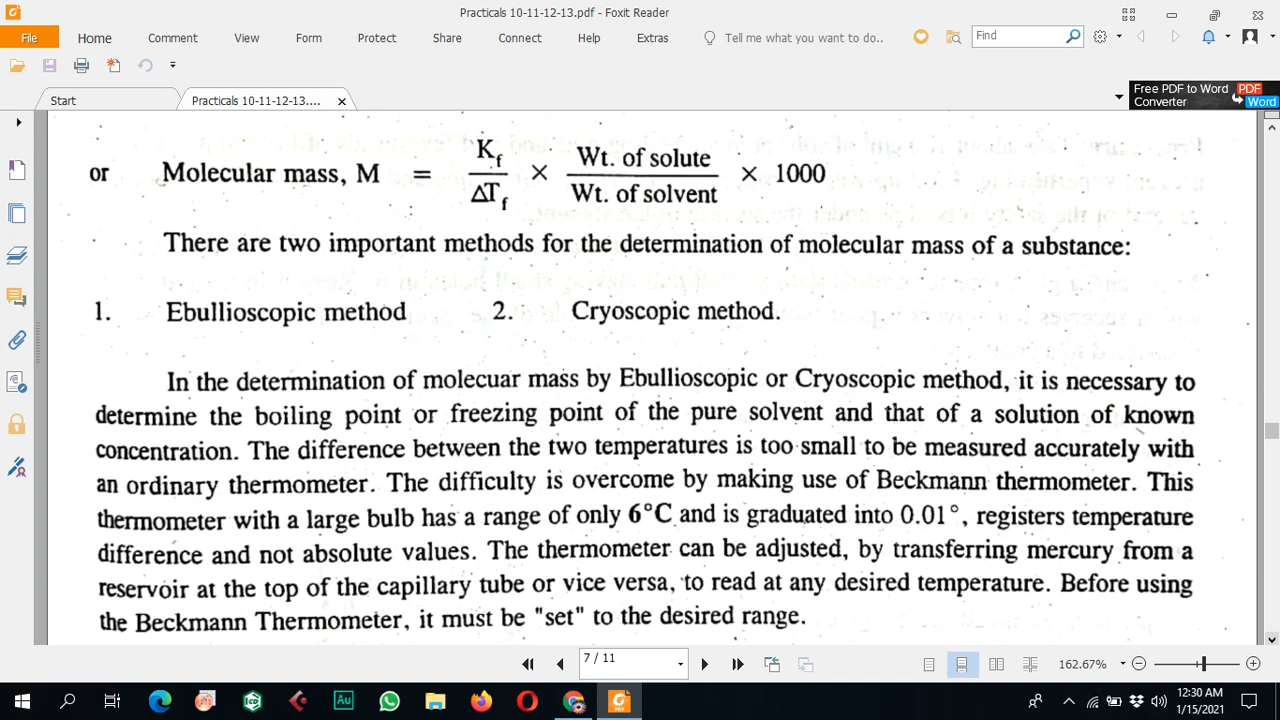 Practicals 10-11-12-13.pdf - Foxit Reader
File Home Comment View Form Protect Share Connect Help Extras Tell me what you want to do.. Find
Start Practicals 10-11-12-13.... Free PDF to Word Converter PDF Word
or Molecular mass, M = Kf / ΔTf × Wt. of solute / Wt. of solvent × 1000
There are two important methods for the determination of molecular mass of a substance:
1. Ebullioscopic method 2. Cryoscopic method.
In the determination of molecuar mass by Ebullioscopic or Cryoscopic method, it is necessary to
determine the boiling point or freezing point of the pure solvent and that of a solution of known
concentration. The difference between the two temperatures is too small to be measured accurately with
an ordinary thermometer. The difficulty is overcome by making use of Beckmann thermometer. This
thermometer with a large bulb has a range of only 6°C and is graduated into 0.01°, registers temperature
difference and not absolute values. The thermometer can be adjusted, by transferring mercury from a
reservoir at the top of the capillary tube or vice versa, to read at any desired temperature. Before using
the Beckmann Thermometer, it must be "set" to the desired range.
7 / 11 162.67%
Au 12:30 AM
1/15/2021